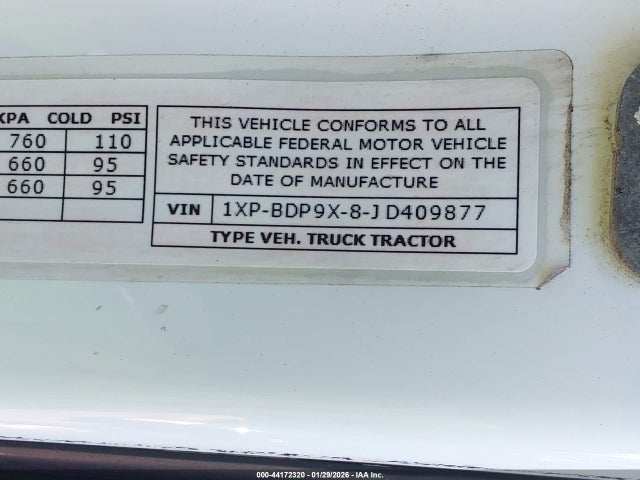 KPA COLD PSI
760 110
660 95
660 95
THIS VEHICLE CONFORMS TO ALL
APPLICABLE FEDERAL MOTOR VEHICLE
SAFETY STANDARDS IN EFFECT ON THE
DATE OF MANUFACTURE
VIN 1XP-BDP9X-8-JD409877
TYPE VEH. TRUCK TRACTOR
000-44172320 | 01/29/2026 - IAA Inc. |